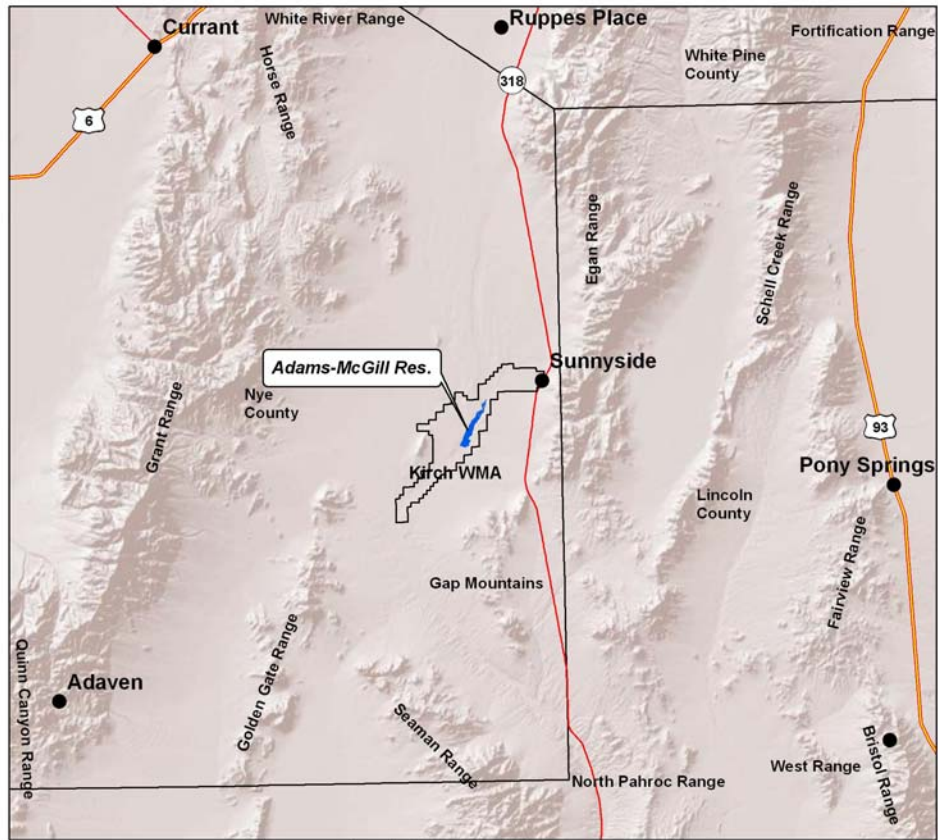 White River Range
Ruppes Place
Currant
Fortification Range
Horse Range
White Pine
County
318
6
Egan Range
Schell Creek Range
Sunnyside
Adams-McGill Res.
Nye
County
Grant Range
93
Kirch WMA
Pony Springs
Lincoln
County
Fairview Range
Gap Mountains
Quinn Canyon Range
Adaven
Golden Gate Range
Seaman Range
North Pahroc Range
West Range
Bristol Range